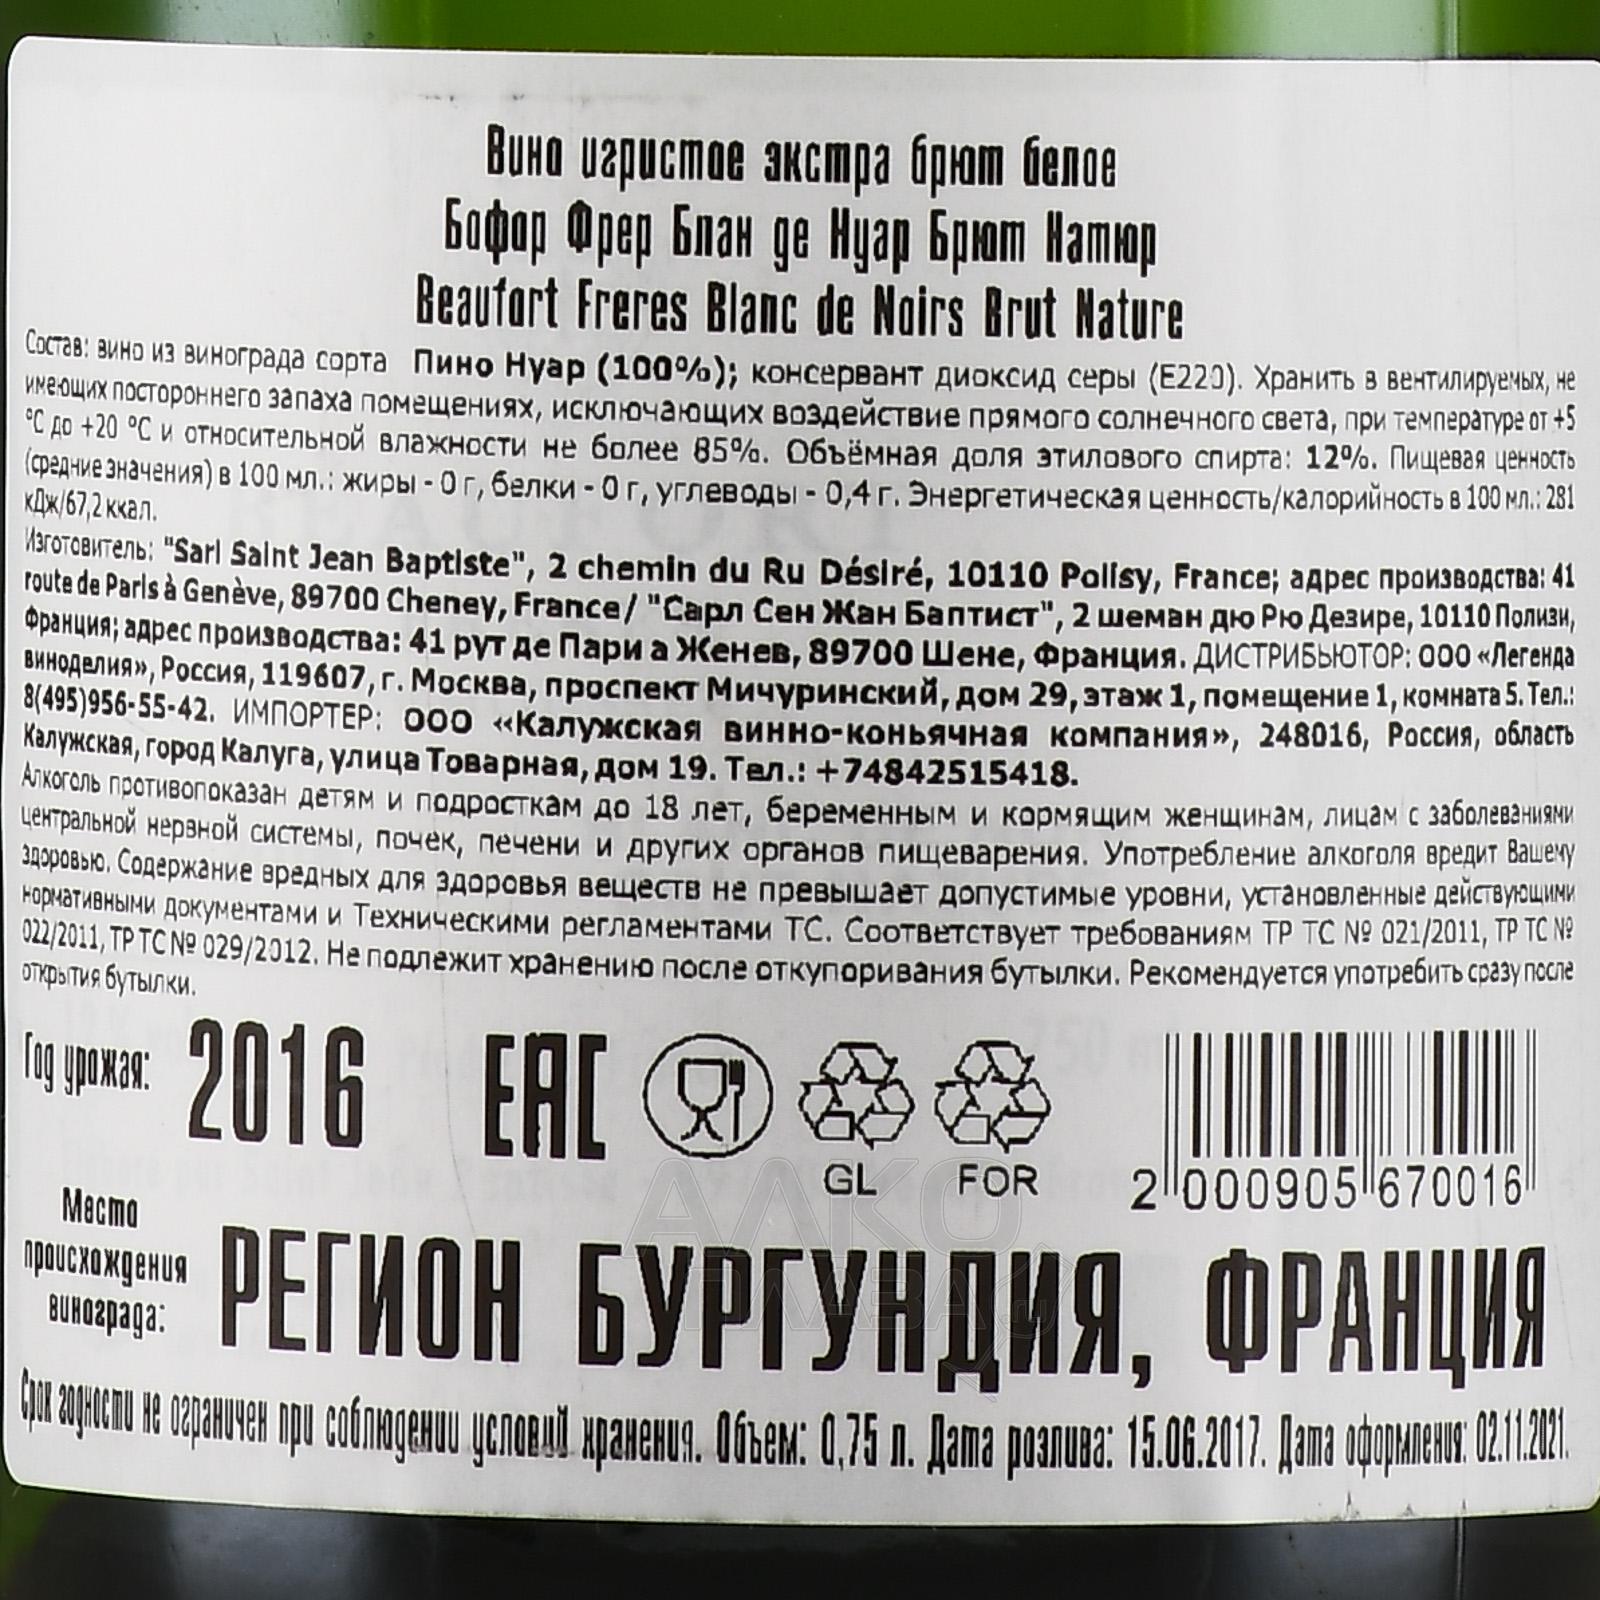 Вино игристое экстра брют белое
Бофор Фрер Блан де Нуар Брют Натюр
Beaufort Freres Blanc de Noirs Brut Nature
Состав: вино из винограда сорта Пино Нуар (100%); консервант диоксид серы (E220). Хранить в вентилируемых, не
имеющих постороннего запаха помещениях, исключающих воздействие прямого солнечного света, при температуре от +5
°C до +20 °C и относительной влажности не более 85%. Объёмная доля этилового спирта: 12%. Пищевая ценность
(средние значения) в 100 мл.: жиры - 0 г, белки - 0 г, углеводы - 0,4 г. Энергетическая ценность/калорийность в 100 мл.: 281
кДж/67,2 ккал.
Изготовитель: "Sarl Saint Jean Baptiste", 2 chemin du Ru Désiré, 10110 Polisy, France; адрес производства: 41
route de Paris à Genève, 89700 Cheney, France/ "Сарл Сен Жан Баптист", 2 шеман дю Рю Дезире, 10110 Полизи,
Франция; адрес производства: 41 рут де Пари а Женев, 89700 Шене, Франция. ДИСТРИБЬЮТОР: ООО «Легенда
виноделия», Россия, 119607, г. Москва, проспект Мичуринский, дом 29, этаж 1, помещение 1, комната 5. Тел.:
8(495)956-55-42. ИМПОРТЕР: ООО «Калужская винно-коньячная компания», 248016, Россия, область
Калужская, город Калуга, улица Товарная, дом 19. Тел.: +74842515418.
Алкоголь противопоказан детям и подросткам до 18 лет, беременным и кормящим женщинам, лицам с заболеваниями
центральной нервной системы, почек, печени и других органов пищеварения. Употребление алкоголя вредит Вашему
здоровью. Содержание вредных для здоровья веществ не превышает допустимые уровни, установленные действующими
нормативными документами и Техническими регламентами ТС. Соответствует требованиям ТР ТС № 021/2011, ТР ТС №
022/2011, ТР ТС № 029/2012. Не подлежит хранению после откупоривания бутылки. Рекомендуется употребить сразу после
открытия бутылки.
Год урожая: 2016 EAC
GL FOR
2 000905 670016
Место
происхождения
винограда:
РЕГИОН БУРГУНДИЯ, ФРАНЦИЯ
АЛКО
ГЛАВА.ru
Срок годности не ограничен при соблюдении условий хранения. Объем: 0,75 л. Дата розлива: 15.06.2017. Дата оформления: 02.11.2021.